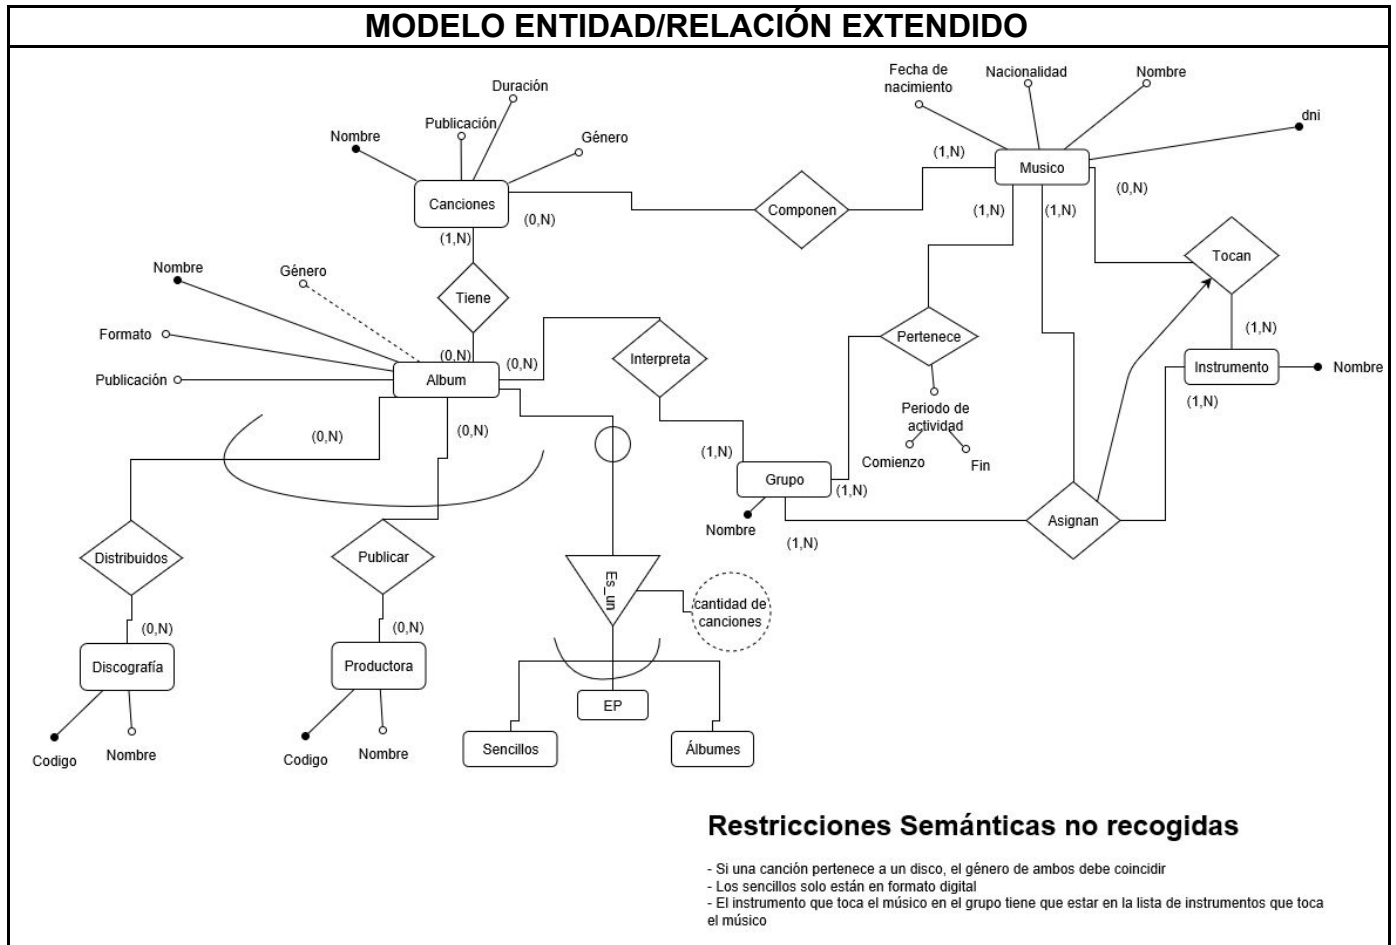 MODELO ENTIDAD/RELACIÓN EXTENDIDO
Fecha de
nacimiento
Nacionalidad
Nombre
dni
Duración
Publicación
Nombre
Género
(1,N)
Musico
(0,N)
Canciones
(0,N)
Componen
(1,N)
(1,N)
(1,N)
Tocan
Nombre
Género
Tiene
Formato
(0,N)
(0,N)
Interpreta
Pertenece
(1,N)
Publicación
Album
Instrumento
Nombre
(1,N)
Periodo de
actividad
Comienzo
Fin
(0,N)
(0,N)
(1,N)
Grupo
(1,N)
Nombre
(1,N)
Asignan
Distribuidos
Publicar
Es_un
cantidad de
canciones
(0,N)
(0,N)
Discografía
Productora
EP
Sencillos
Álbumes
Codigo
Nombre
Codigo
Nombre
Restricciones Semánticas no recogidas
- Si una canción pertenece a un disco, el género de ambos debe coincidir
- Los sencillos solo están en formato digital
- El instrumento que toca el músico en el grupo tiene que estar en la lista de instrumentos que toca
el músico